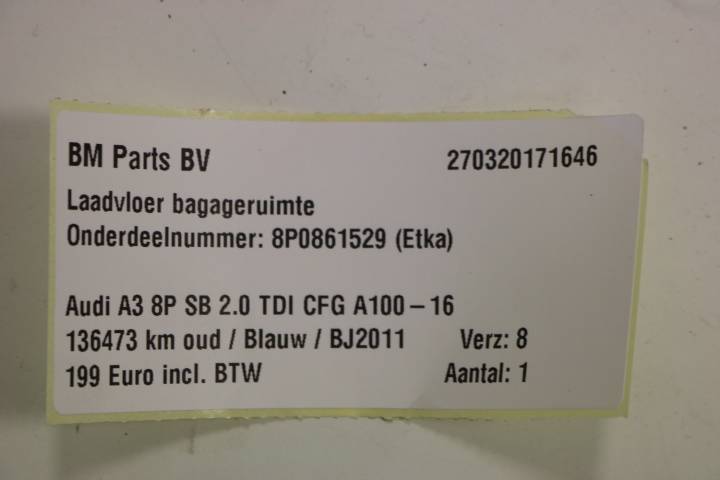 BM Parts BV 270320171646
Laadvloer bagageruimte
Onderdeelnummer: 8P0861529 (Etka)
Audi A3 8P SB 2.0 TDI CFG A100-16
136473 km oud / Blauw / BJ2011 Verz: 8
199 Euro incl. BTW Aantal: 1